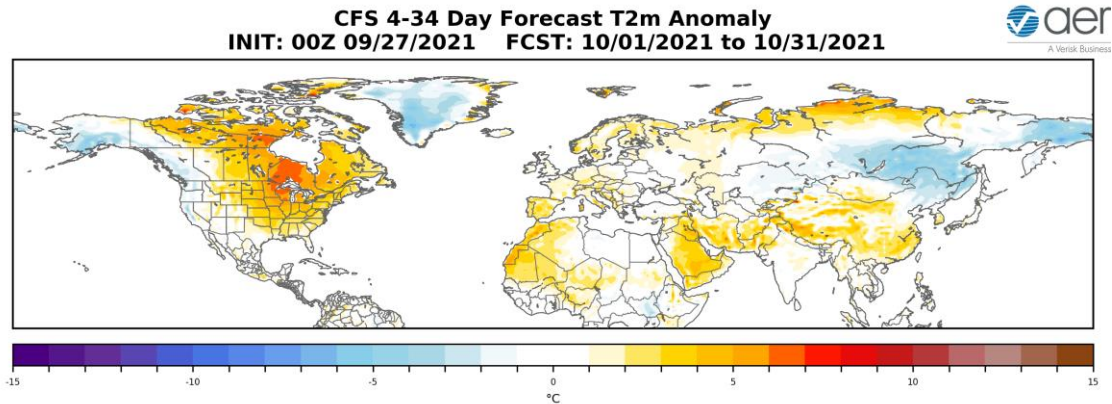 CFS 4-34 Day Forecast T2m Anomaly
INIT: 00Z 09/27/2021 FCST: 10/01/2021 to 10/31/2021
aer
A Verisk Business
-15 -10 -5 0 5 10 15
°C